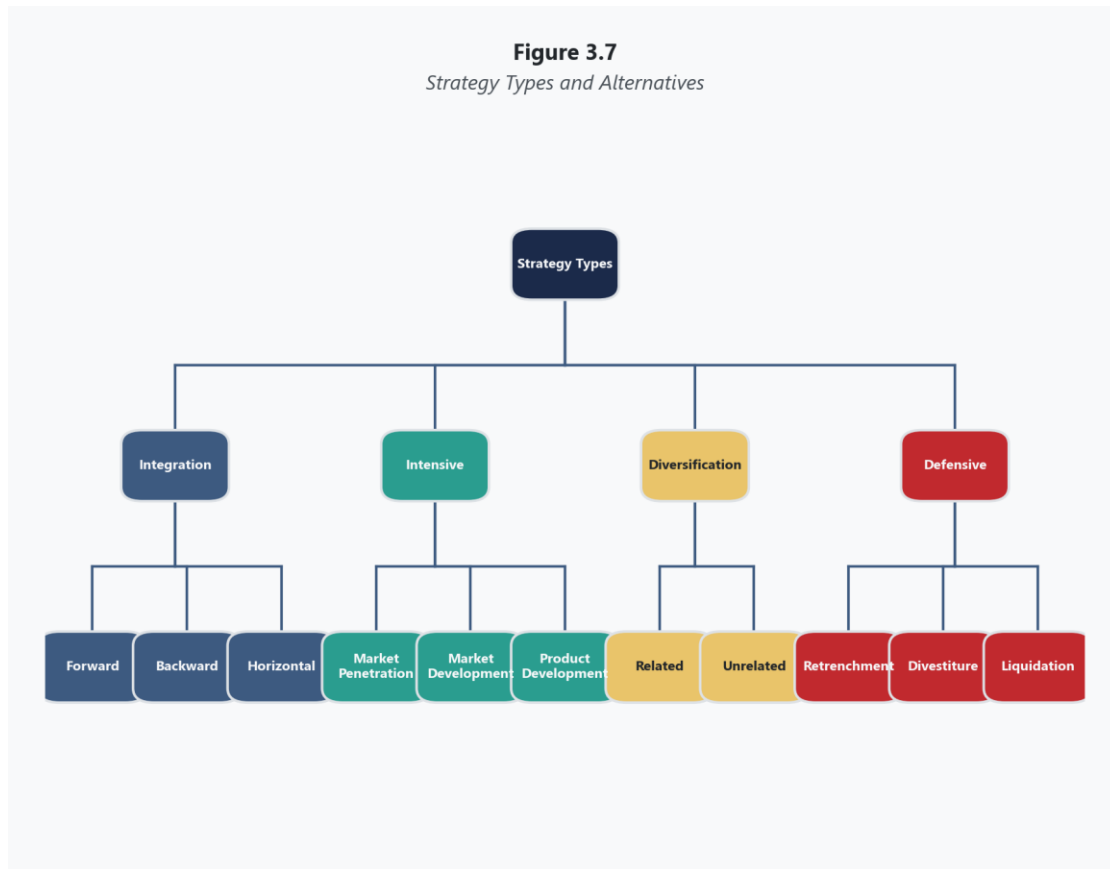 Figure 3.7
Strategy Types and Alternatives
Strategy Types
Integration
Intensive
Diversification
Defensive
Forward
Backward
Horizontal
Market
Penetration
Market
Development
Product
Development
Related
Unrelated
Retrenchment
Divestiture
Liquidation